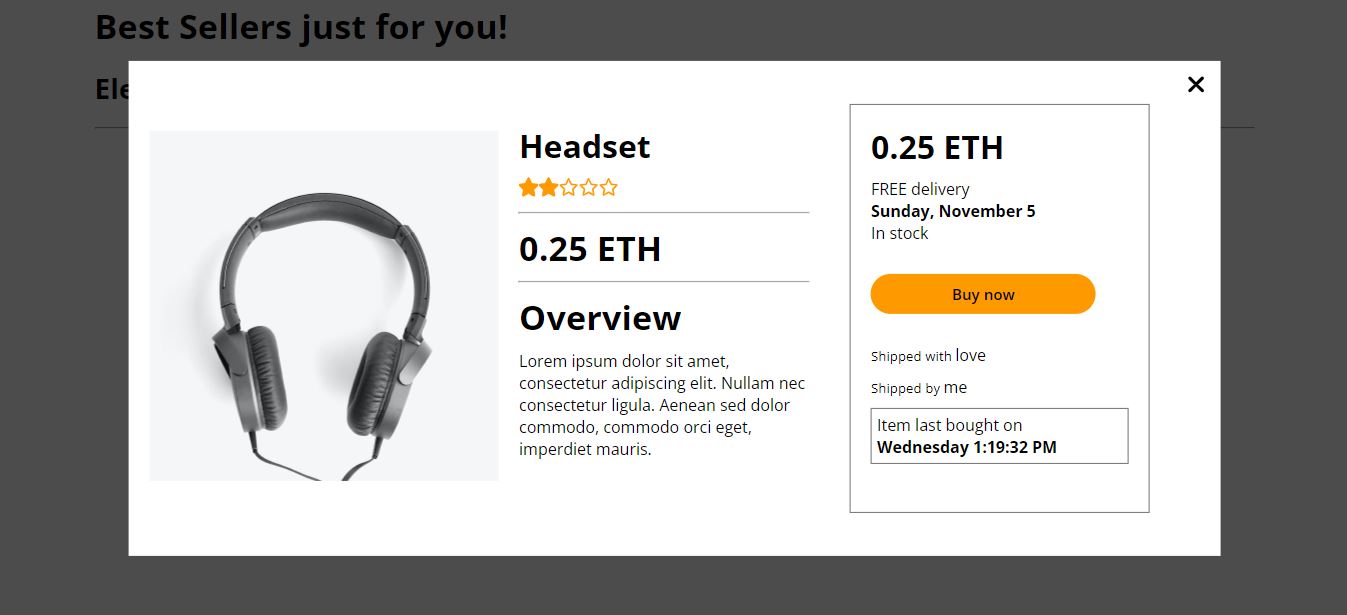 Best Sellers just for you!
Ele
Headset
0.25 ETH
Overview
Lorem ipsum dolor sit amet,
consectetur adipiscing elit. Nullam nec
consectetur ligula. Aenean sed dolor
commodo, commodo orci eget,
imperdiet mauris.
0.25 ETH
FREE delivery
Sunday, November 5
In stock
Buy now
Shipped with love
Shipped by me
Item last bought on
Wednesday 1:19:32 PM